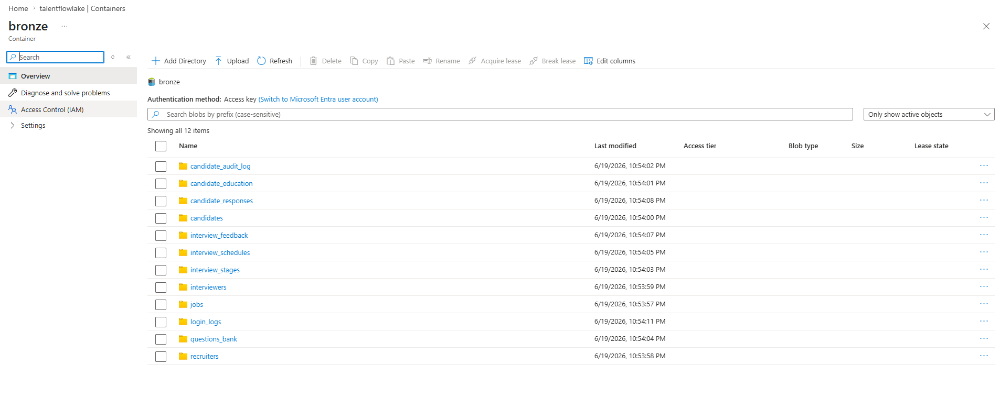 Home > talentflowlake | Containers
bronze ...
Container
Search
Overview
Diagnose and solve problems
Access Control (IAM)
Settings
Add Directory Upload Refresh Delete Copy Paste Rename Acquire lease Break lease Edit columns
bronze
Authentication method: Access key (Switch to Microsoft Entra user account)
Search blobs by prefix (case-sensitive) Only show active objects
Showing all 12 items
Name Last modified Access tier Blob type Size Lease state
candidate_audit_log 6/19/2026, 10:54:02 PM ...
candidate_education 6/19/2026, 10:54:01 PM ...
candidate_responses 6/19/2026, 10:54:08 PM ...
candidates 6/19/2026, 10:54:00 PM ...
interview_feedback 6/19/2026, 10:54:07 PM ...
interview_schedules 6/19/2026, 10:54:05 PM ...
interview_stages 6/19/2026, 10:54:03 PM ...
interviewers 6/19/2026, 10:53:59 PM ...
jobs 6/19/2026, 10:53:57 PM ...
login_logs 6/19/2026, 10:54:11 PM ...
questions_bank 6/19/2026, 10:54:04 PM ...
recruiters 6/19/2026, 10:53:58 PM ...